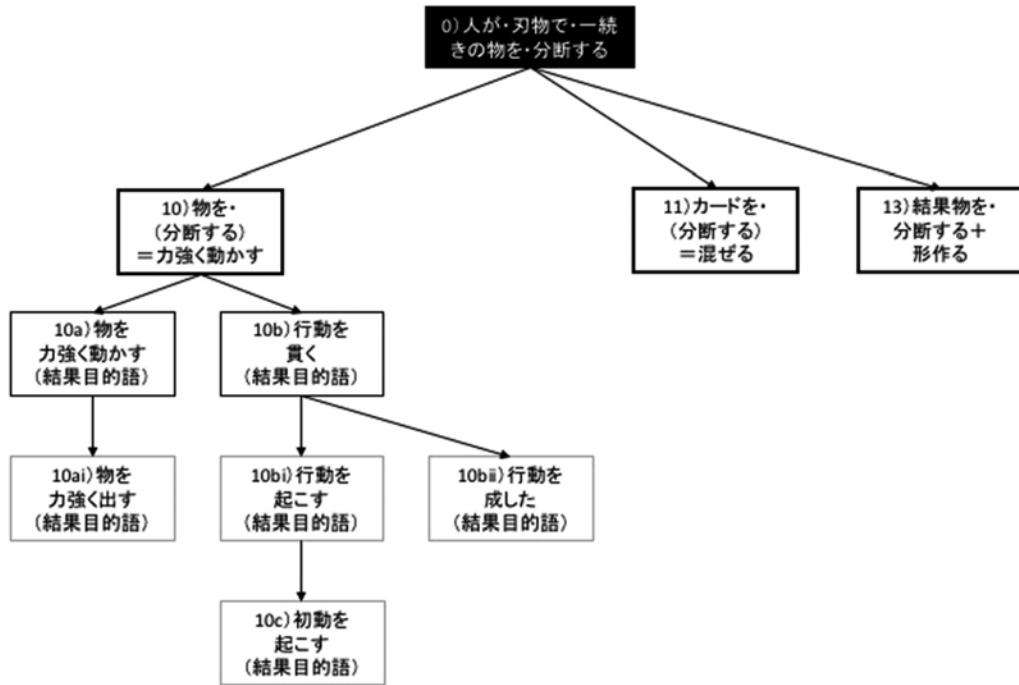 0）人が・刃物で・一続
きの物を・分断する
10）物を・
（分断する）
＝力強く動かす
11）カードを・
（分断する）
＝混ぜる
13）結果物を・
分断する＋
形作る
10a）物を
力強く動かす
（結果目的語）
10b）行動を
貫く
（結果目的語）
10ai）物を
力強く出す
（結果目的語）
10bi）行動を
起こす
（結果目的語）
10bii）行動を
成した
（結果目的語）
10c）初動を
起こす
（結果目的語）